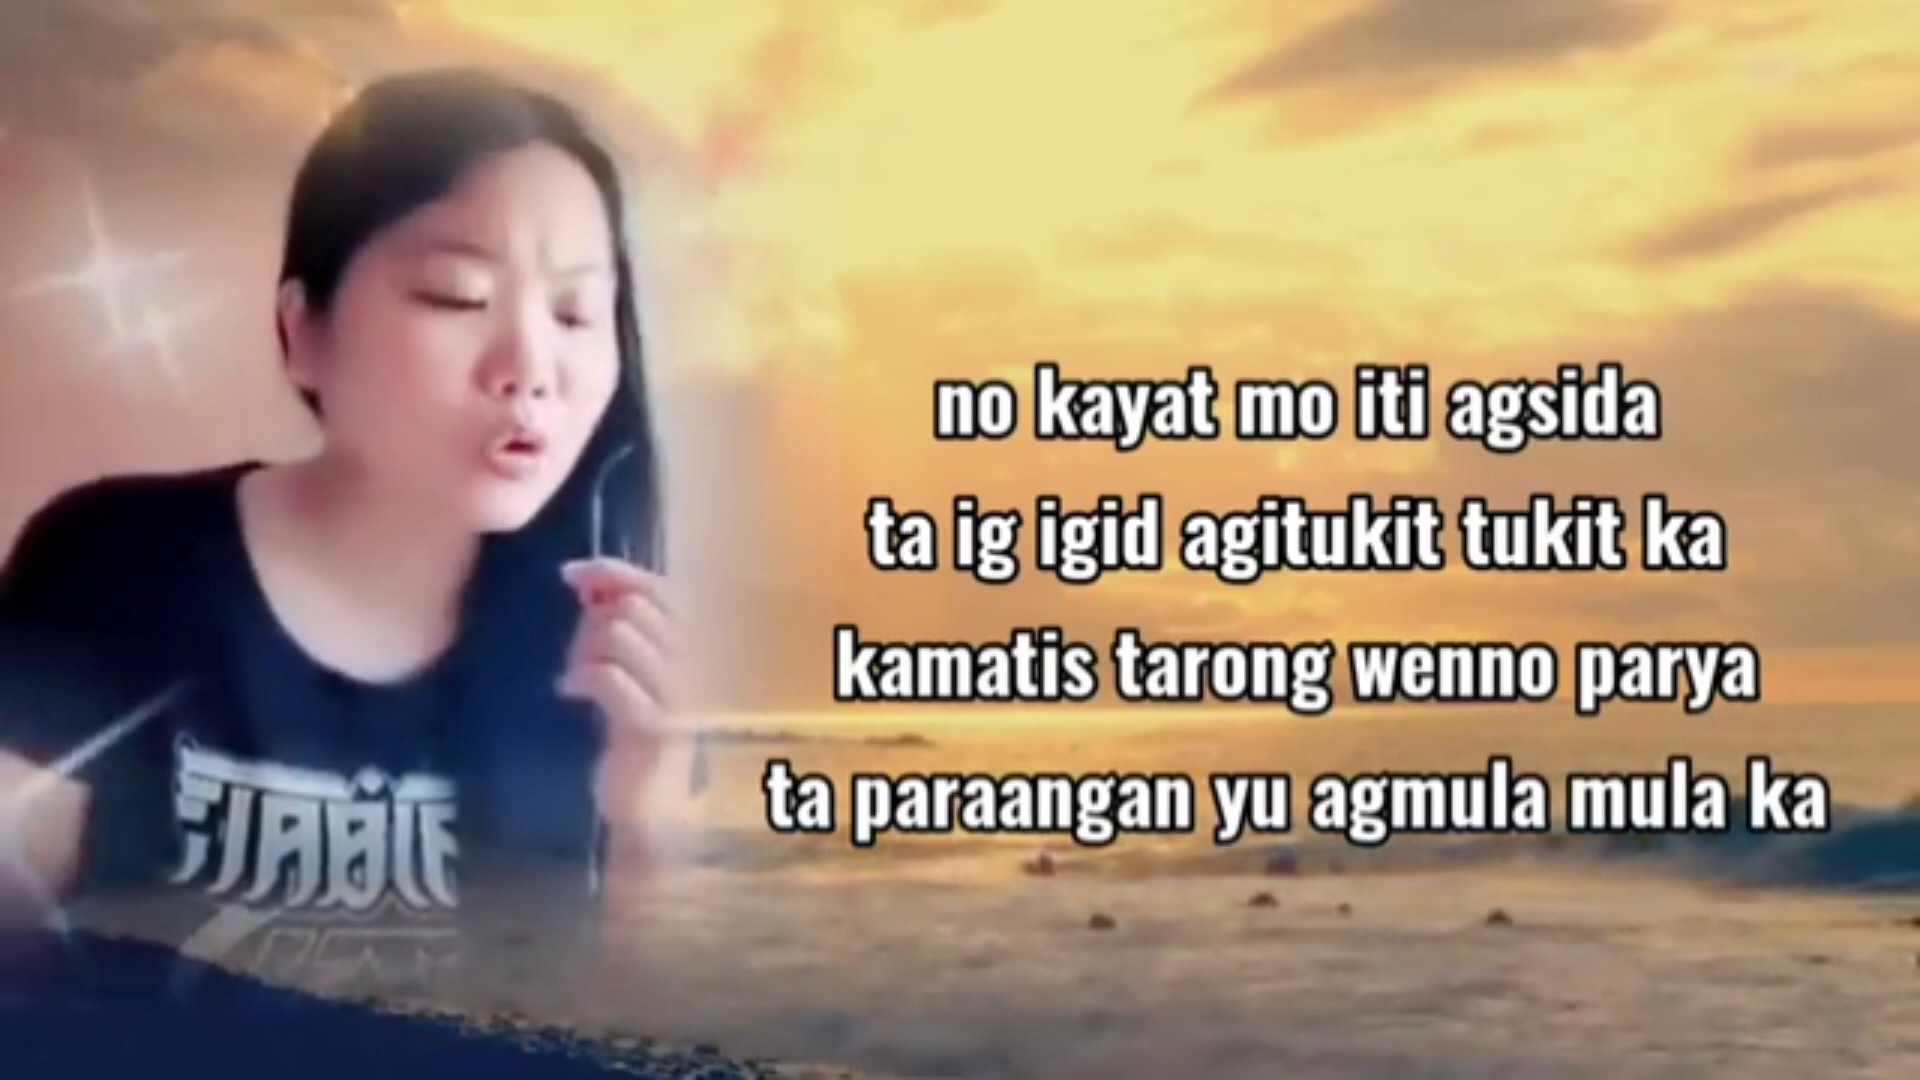 no kayat mo iti agsida
ta ig igid agitukit tukit ka
kamatis tarong wenno parya
ta paraangan yu agmula mula ka